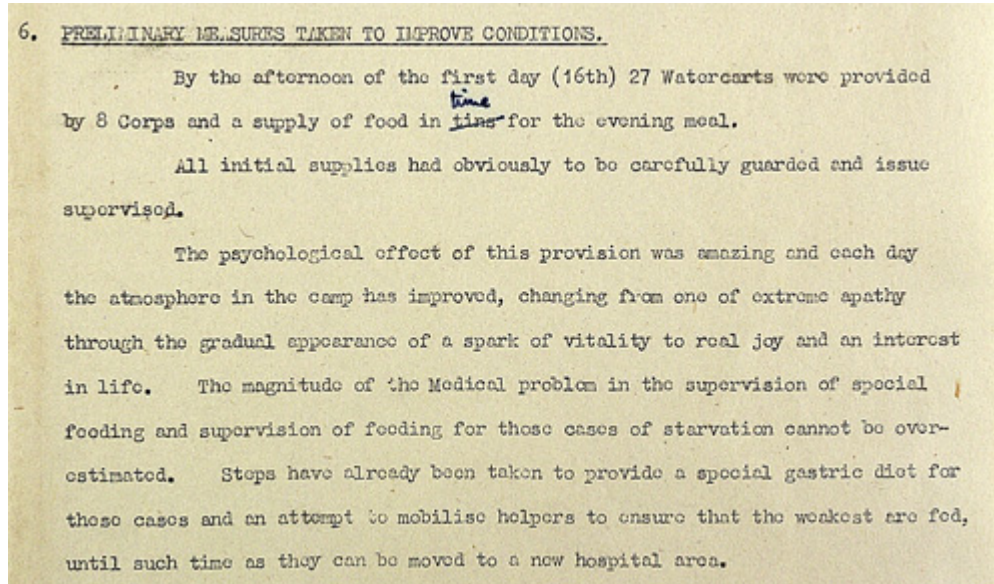 6. PRELIMINARY MEASURES TAKEN TO IMPROVE CONDITIONS.
By the afternoon of the first day (16th) 27 Watercarts were provided
time
by 8 Corps and a supply of food in tins for the evening meal.
All initial supplies had obviously to be carefully guarded and issue
supervised.
The psychological effect of this provision was amazing and each day
the atmosphere in the camp has improved, changing from one of extreme apathy
through the gradual appearance of a spark of vitality to real joy and an interest
in life. The magnitude of the Medical problem in the supervision of special
feeding and supervision of feeding for those cases of starvation cannot be over-
estimated. Steps have already been taken to provide a special gastric diet for
these cases and an attempt to mobilise helpers to ensure that the weakest are fed,
until such time as they can be moved to a new hospital area.